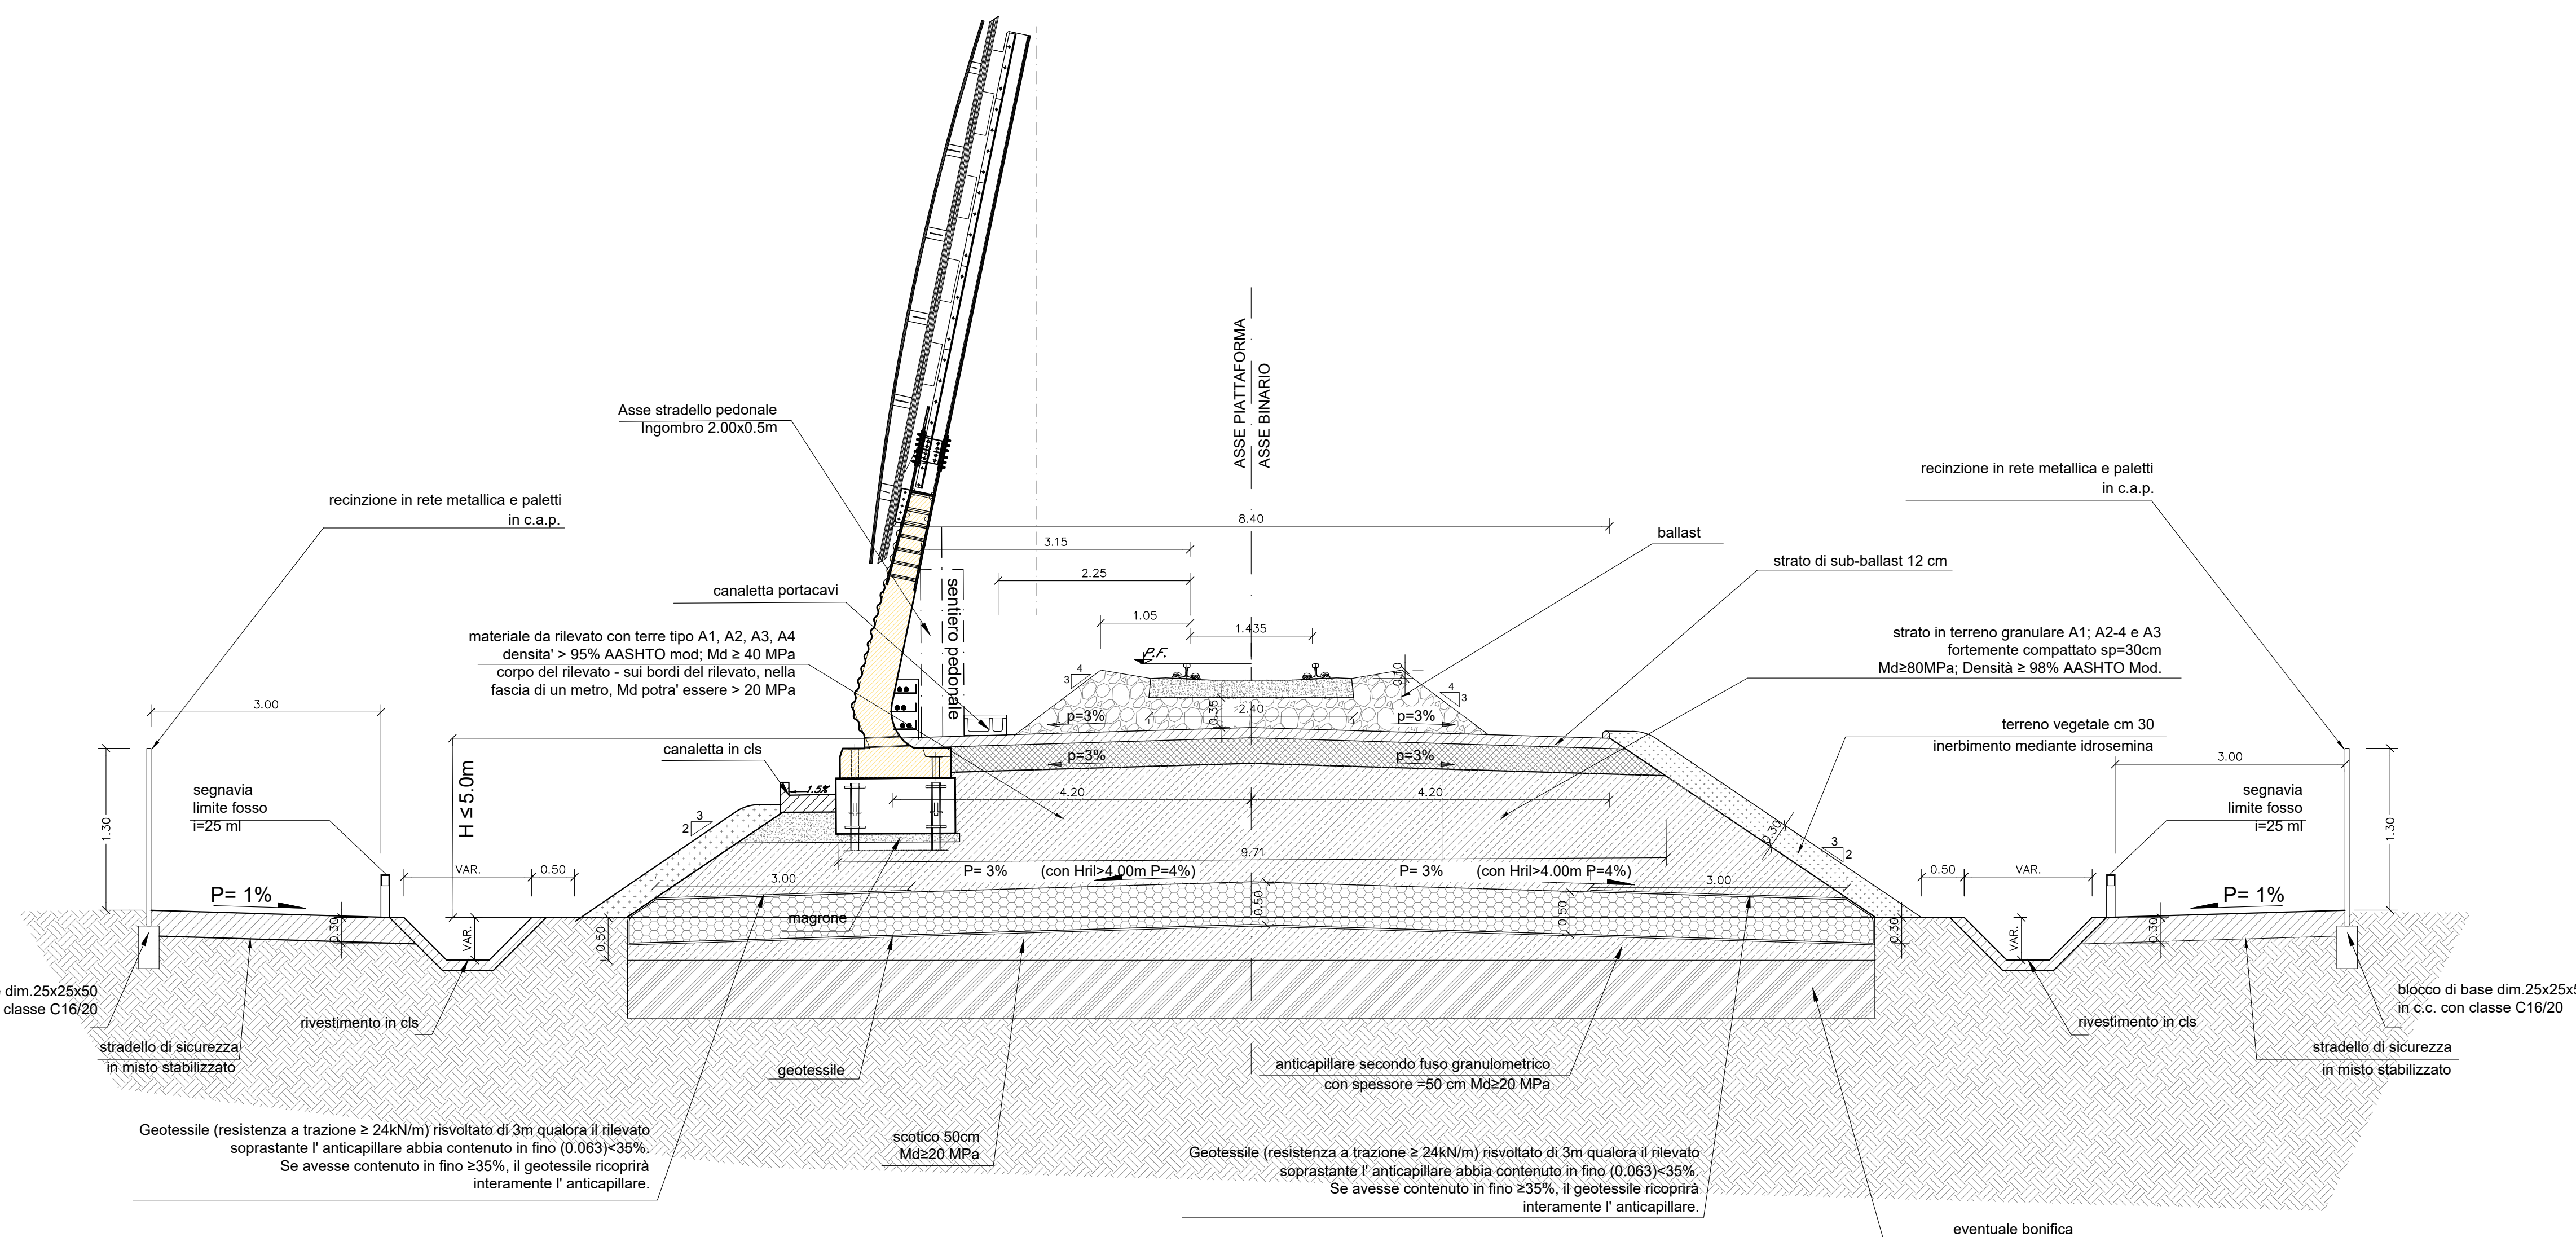 ASSE PIATTAFORMA
ASSE BINARIO
Asse stradello pedonale
Ingombro 2.00x0.5m
recinzione in rete metallica e paletti
in c.a.p.
recinzione in rete metallica e paletti
in c.a.p.
8.40
3.15
2.25
1.05
1.435
ballast
strato di sub-ballast 12 cm
canaletta portacavi
sentiero pedonale
materiale da rilevato con terre tipo A1, A2, A3, A4
densita' > 95% AASHTO mod; Md ≥ 40 MPa
corpo del rilevato - sui bordi del rilevato, nella
fascia di un metro, Md potra' essere > 20 MPa
strato in terreno granulare A1; A2-4 e A3
fortemente compattato sp=30cm
Md≥80MPa; Densità ≥ 98% AASHTO Mod.
P.F.
4
3
0.10
4
3
3.00
p=3%
0.35
2.40
p=3%
terreno vegetale cm 30
inerbimento mediante idrosemina
canaletta in cls
p=3%
p=3%
3.00
segnavia
limite fosso
i=25 ml
H ≤ 5.0m
1.5%
4.20
4.20
segnavia
limite fosso
i=25 ml
1.30
3
2
0.30
3
2
1.30
9.71
VAR.
0.50
3.00
P= 3%
(con Hril>4.00m P=4%)
P= 3%
(con Hril>4.00m P=4%)
3.00
0.50
VAR.
P= 1%
P= 1%
magrone
0.30
VAR.
0.50
0.50
0.50
0.30
VAR.
0.30
dim.25x25x50
classe C16/20
blocco di base dim.25x25x5
in c.c. con classe C16/20
rivestimento in cls
rivestimento in cls
stradello di sicurezza
in misto stabilizzato
stradello di sicurezza
in misto stabilizzato
geotessile
anticapillare secondo fuso granulometrico
con spessore =50 cm Md≥20 MPa
Geotessile (resistenza a trazione ≥ 24kN/m) risvoltato di 3m qualora il rilevato
soprastante l' anticapillare abbia contenuto in fino (0.063)<35%.
Se avesse contenuto in fino ≥35%, il geotessile ricoprirà
interamente l' anticapillare.
scotico 50cm
Md≥20 MPa
Geotessile (resistenza a trazione ≥ 24kN/m) risvoltato di 3m qualora il rilevato
soprastante l' anticapillare abbia contenuto in fino (0.063)<35%.
Se avesse contenuto in fino ≥35%, il geotessile ricoprirà
interamente l' anticapillare.
eventuale bonifica